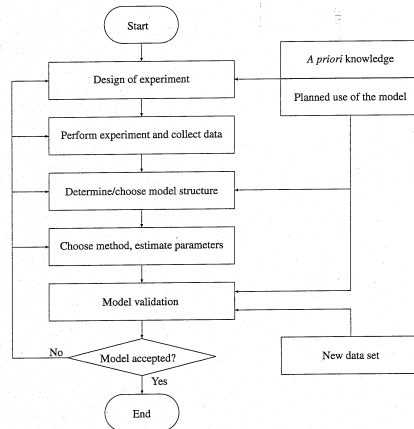 Start
Design of experiment
A priori knowledge
Planned use of the model
Perform experiment and collect data
Determine/choose model structure
Choose method, estimate parameters
Model validation
New data set
Model accepted?
No
Yes
End